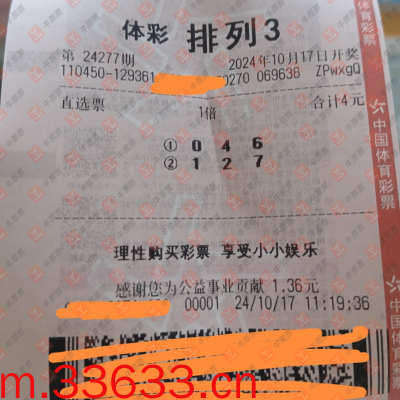 体彩 排列3
第 24277期 2024年10月17日开奖
110450-129361 0270 069638 ZPwxgQ
直选票 1倍 合计4元
① 0 4 6
② 1 2 7
理性购买彩票 享受小小娱乐
感谢您为公益事业贡献 1.36元
00001 24/10/17 11:19:36
中国体育彩票
体育彩票
m.33633.cn